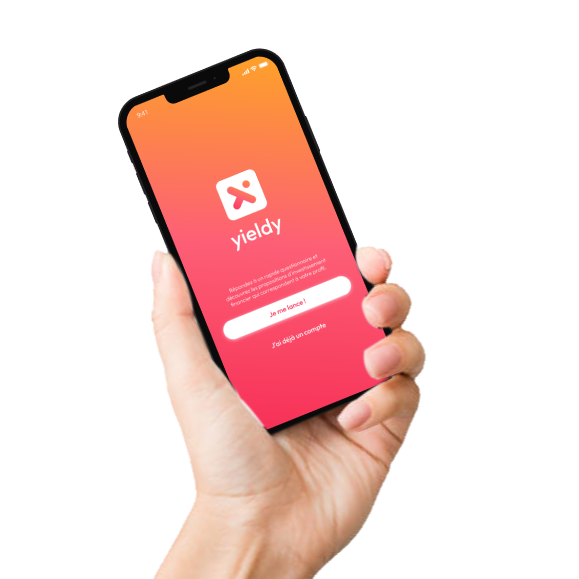 9:41
yieldy
Répondez à un rapide questionnaire et
découvrez les propositions d'investissement
financier qui correspondent à votre profil.
Je me lance !
J'ai déjà un compte